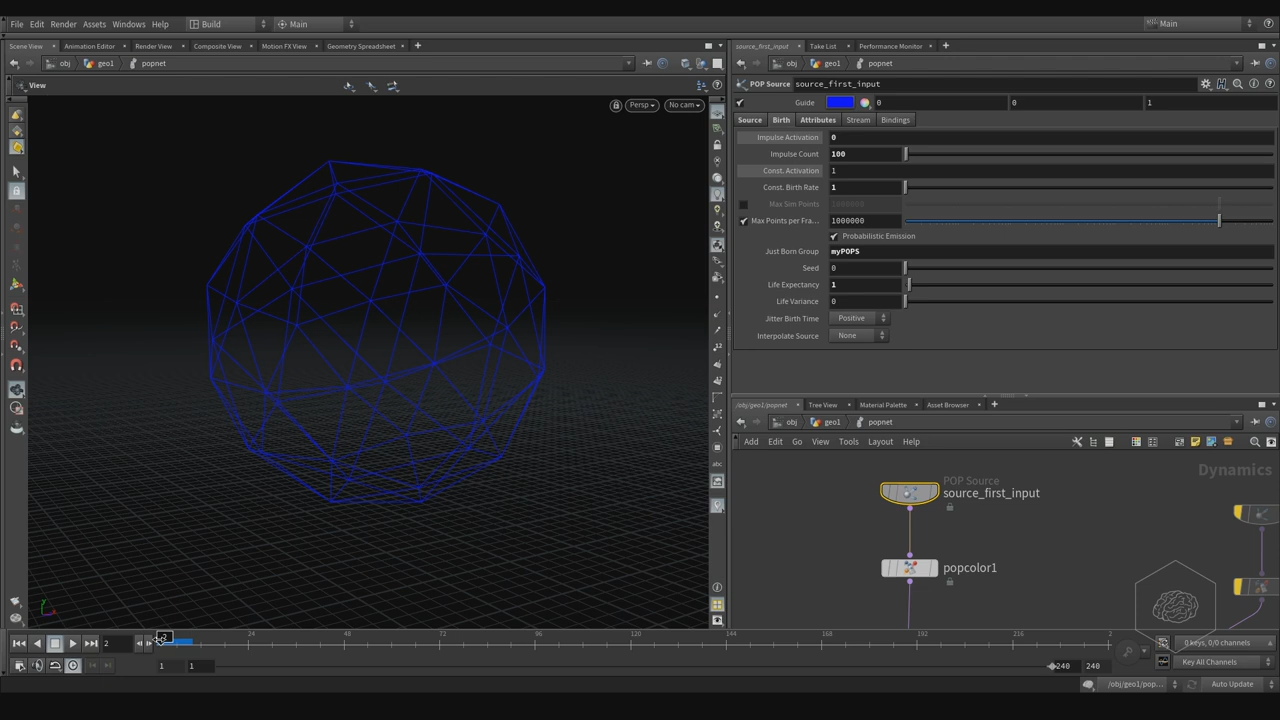 File Edit Render Assets Windows Help Build Main Main
Scene View Animation Editor Render View Composite View Motion FX View Geometry Spreadsheet
source_first_input Take List Performance Monitor
obj geo1 popnet
obj geo1 popnet
View
POP Source source_first_input
Persp No cam
Guide 0 0 1
Source Birth Attributes Stream Bindings
Impulse Activation 0
Impulse Count 100
Const. Activation 1
Const. Birth Rate 1
Max Sim Points 1000000
Max Points per Fra... 1000000
Probabilistic Emission
Just Born Group myPOPS
Seed 0
Life Expectancy 1
Life Variance 0
Jitter Birth Time Positive
Interpolate Source None
/obj/geo1/popnet Tree View Material Palette Asset Browser
obj geo1 popnet
Add Edit Go View Tools Layout Help
abc
Dynamics
POP Source
source_first_input
popcolor1
2
24 48 72 96 120 144 168 192 216 2
0 keys, 0/0 channels
1 1 240 240
Key All Channels
/obj/geo1/pop... Auto Update